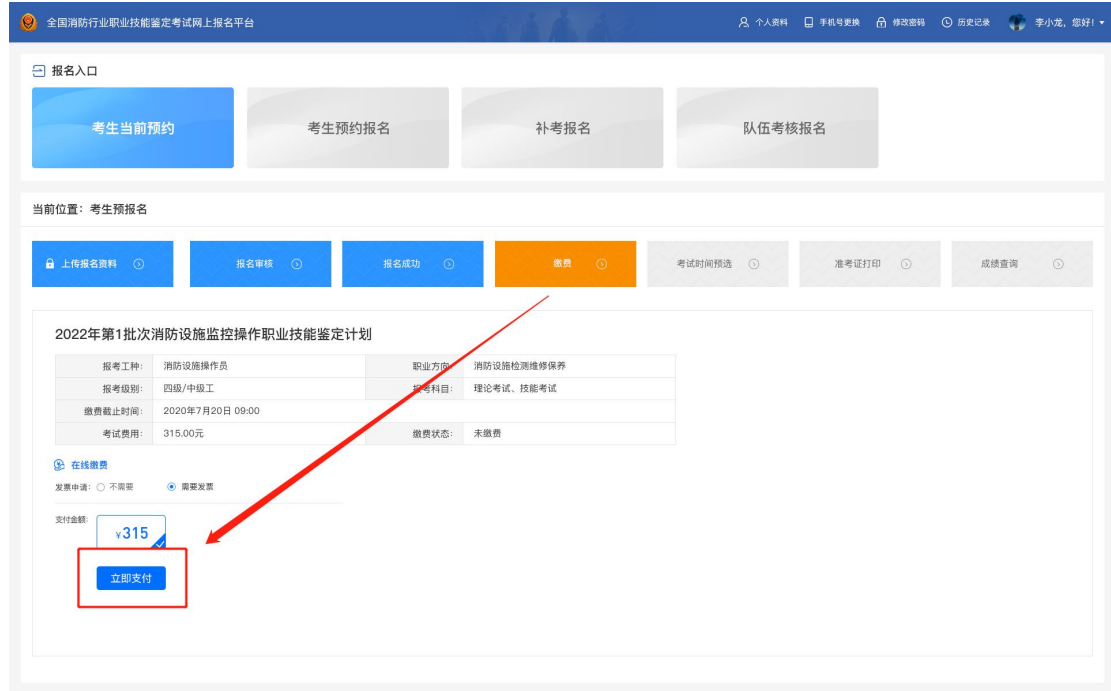 全国消防行业职业技能鉴定考试网上报名平台 个人资料 手机号更换 修改密码 历史记录 李小龙，您好！
报名入口
考生当前预约 考生预约报名 补考报名 队伍考核报名
当前位置：考生预报名
上传报名资料 报名审核 报名成功 缴费 考试时间预选 准考证打印 成绩查询
2022年第1批次消防设施监控操作职业技能鉴定计划
报考工种： 消防设施操作员 职业方向： 消防设施检测维修保养
报考级别： 四级/中级工 报考科目： 理论考试、技能考试
缴费截止时间： 2020年7月20日 09:00
考试费用： 315.00元 缴费状态： 未缴费
在线缴费
发票申请： 不需要 需要发票
支付金额：
¥315
立即支付